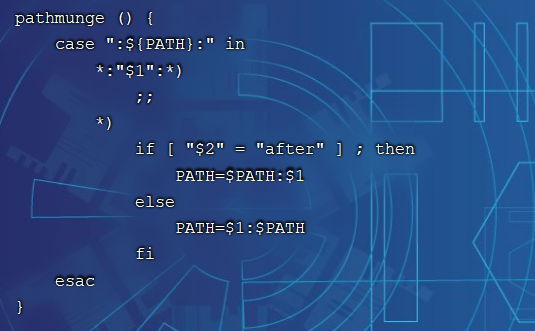 pathmunge () {
    case ":${PATH}:" in
        *:"$1":*)
            ;;
        *)
            if [ "$2" = "after" ] ; then
                PATH=$PATH:$1
            else
                PATH=$1:$PATH
            fi
    esac
}